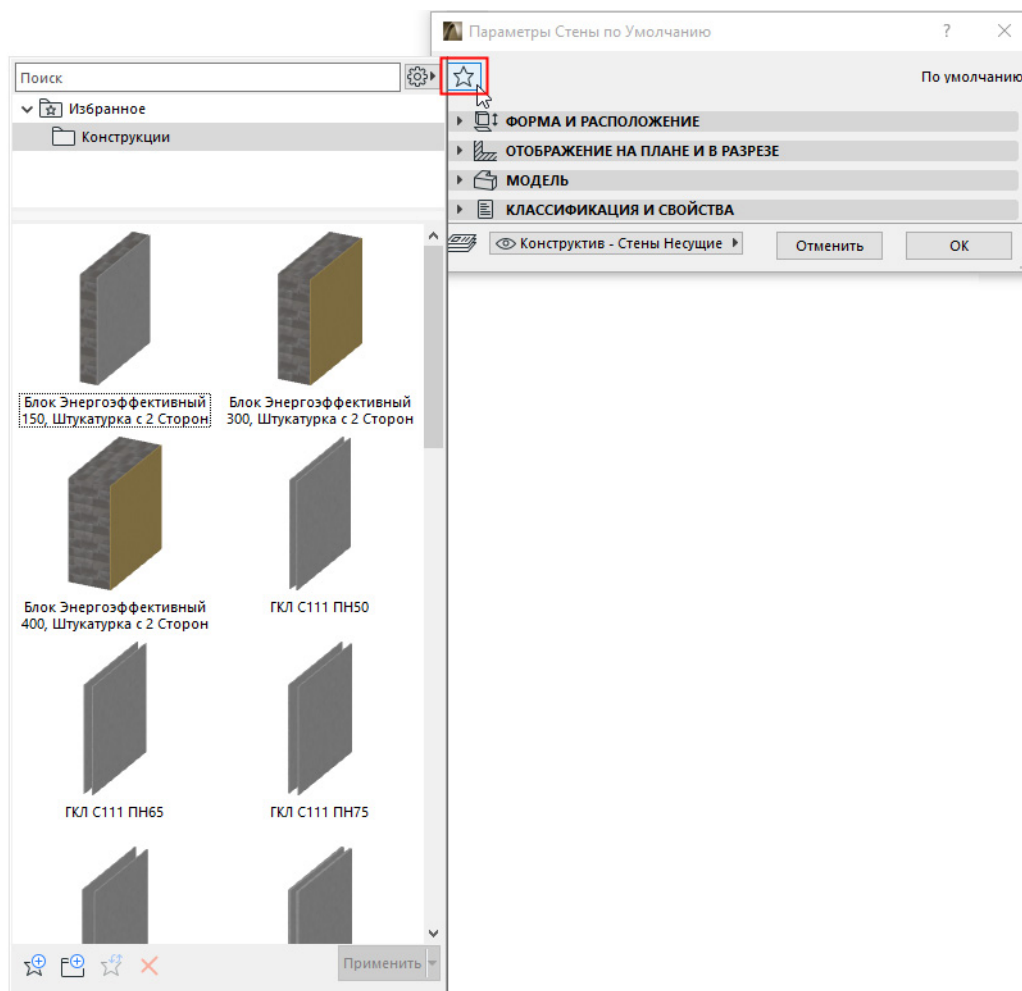 Параметры Стены по Умолчанию
?
Поиск
По умолчанию
Избранное
Конструкции
ФОРМА И РАСПОЛОЖЕНИЕ
ОТОБРАЖЕНИЕ НА ПЛАНЕ И В РАЗРЕЗЕ
МОДЕЛЬ
КЛАССИФИКАЦИЯ И СВОЙСТВА
Конструктив - Стены Несущие
Отменить
ОК
Блок Энергоэффективный
150, Штукатурка с 2 Сторон
Блок Энергоэффективный
300, Штукатурка с 2 Сторон
Блок Энергоэффективный
400, Штукатурка с 2 Сторон
ГКЛ С111 ПН50
ГКЛ С111 ПН65
ГКЛ С111 ПН75
Применить